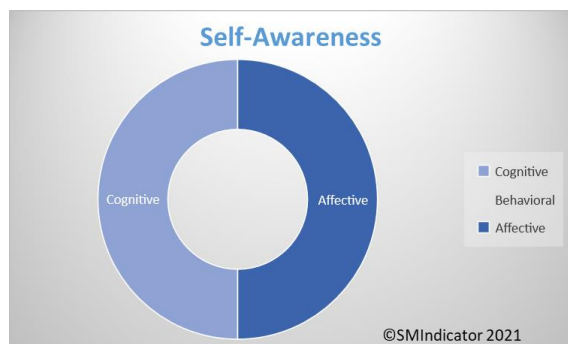 Self-Awareness
Cognitive
Affective
Cognitive
Behavioral
Affective
©SMIndicator 2021